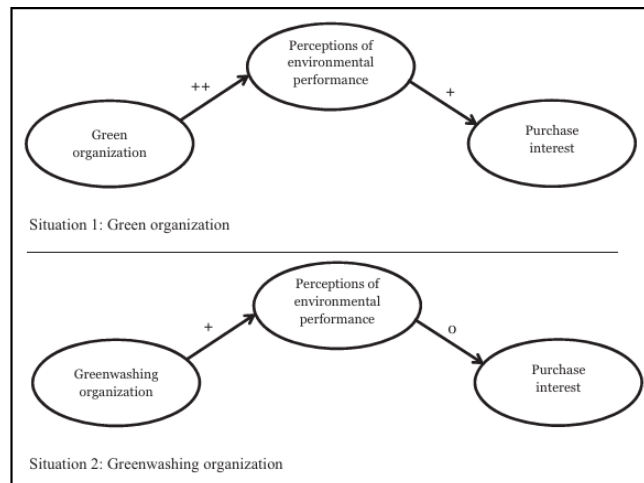 Perceptions of
environmental
performance
++
+
Green
organization
Purchase
interest
Situation 1: Green organization
Perceptions of
environmental
performance
+
o
Greenwashing
organization
Purchase
interest
Situation 2: Greenwashing organization